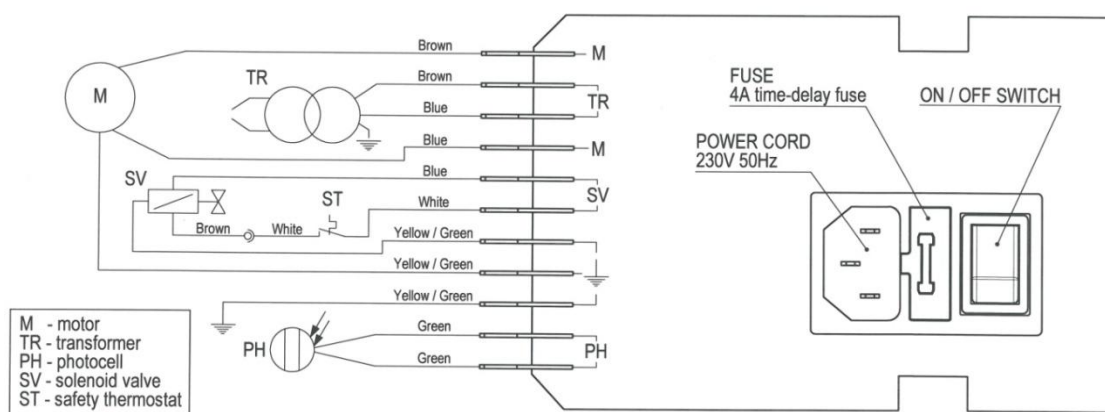 Brown
M
TR
Brown
TR
Blue
M
Blue
M
SV
Blue
SV
ST
White
Brown
White
Yellow / Green
Yellow / Green
Yellow / Green
PH
Green
PH
Green
M - motor
TR - transformer
PH - photocell
SV - solenoid valve
ST - safety thermostat
FUSE
4A time-delay fuse
ON / OFF SWITCH
POWER CORD
230V 50Hz